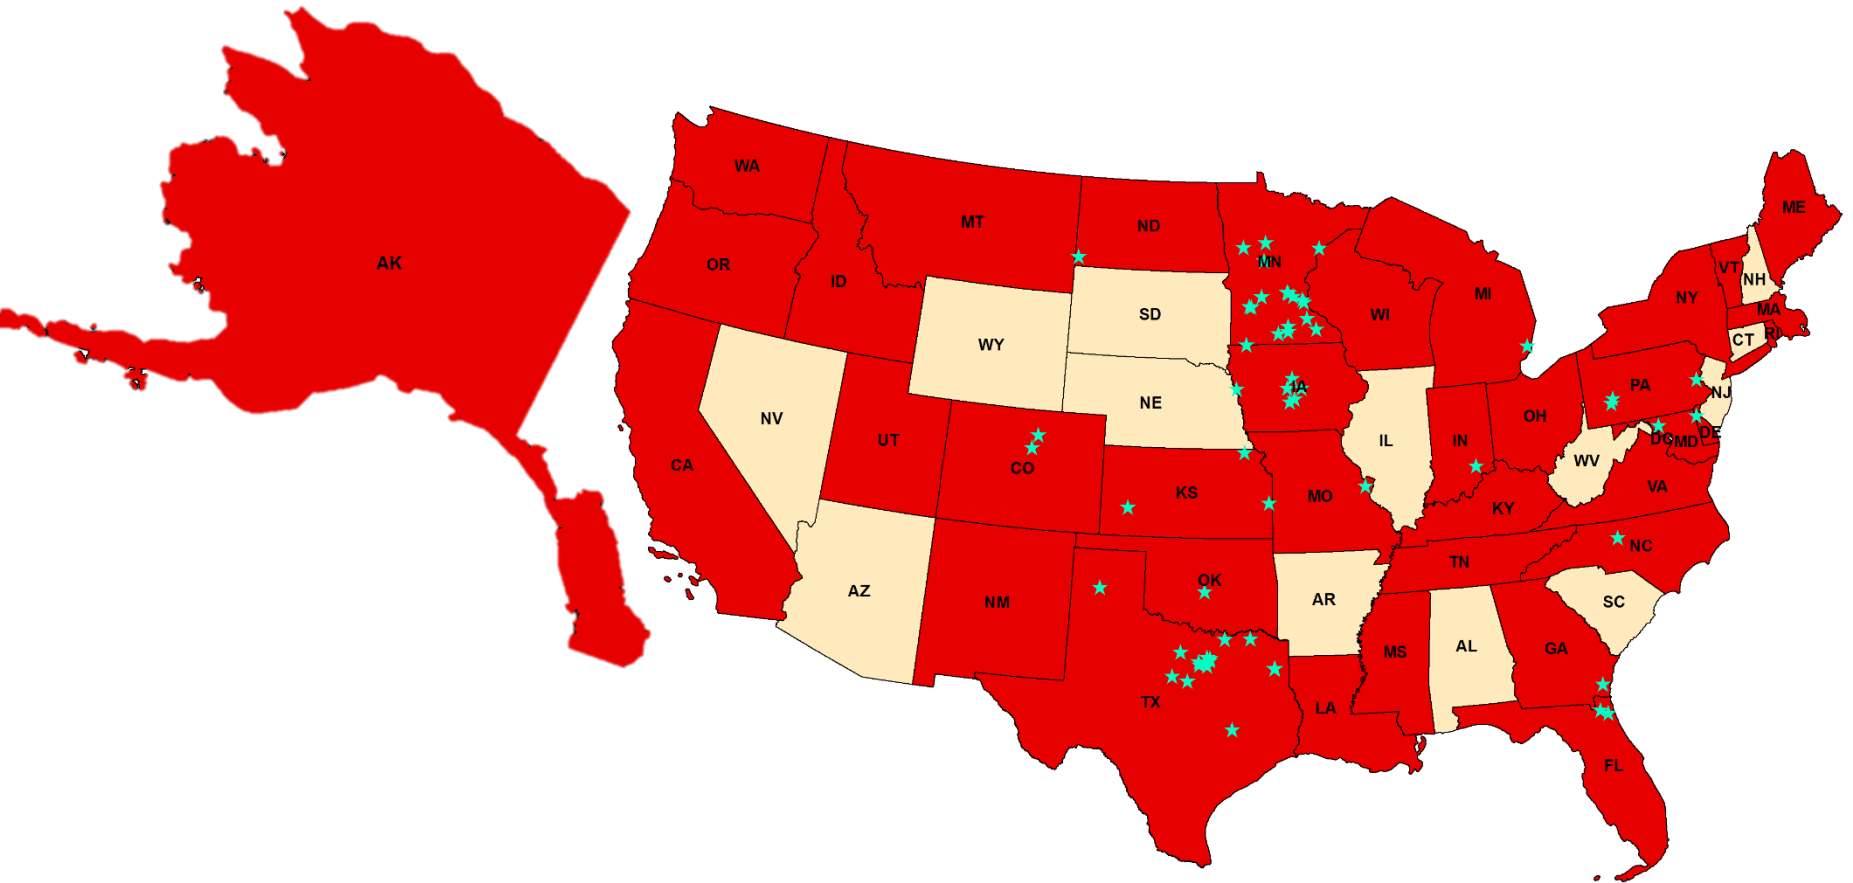 WA
ME
MT
ND
OR
AK
MN
VT
NH
ID
MI
NY
SD
WI
MA
RI
CT
WY
PA
IA
NJ
NE
OH
NV
UT
IL
IN
DE
DC
MD
CA
CO
WV
KS
MO
VA
KY
NC
TN
OK
AZ
NM
AR
SC
MS
AL
GA
TX
LA
FL